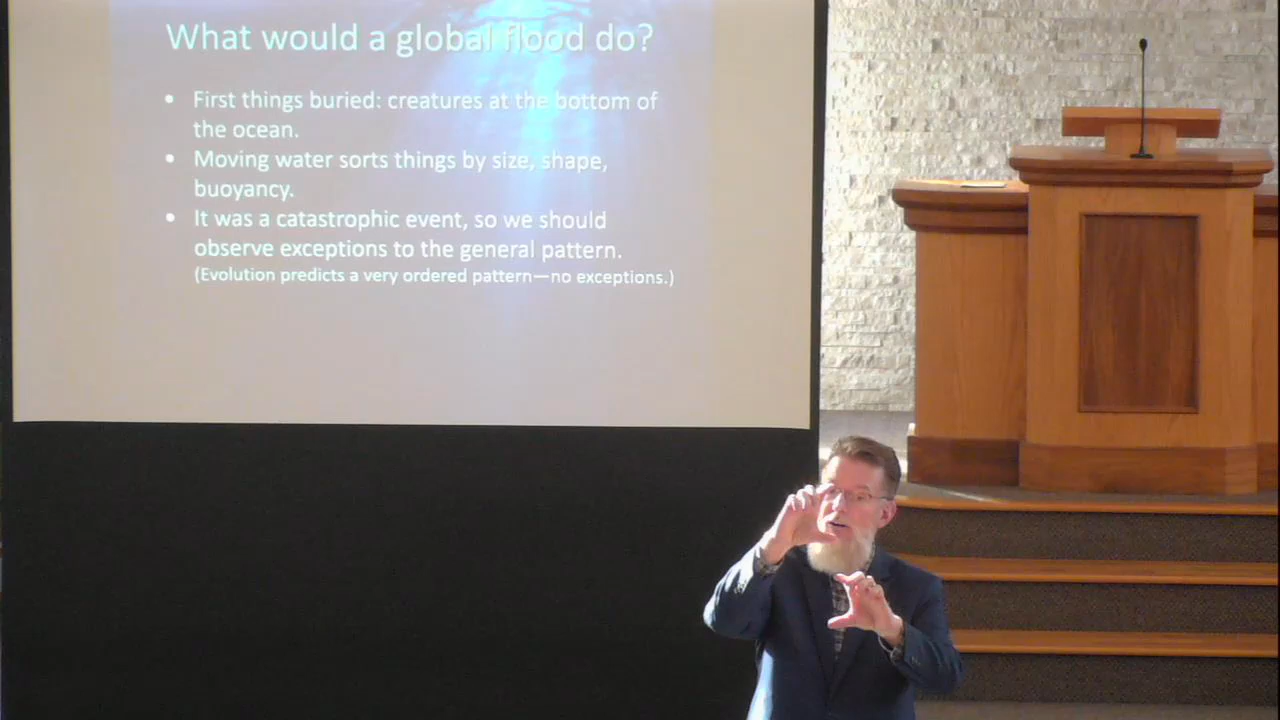 What would a global flood do?
• First things buried: creatures at the bottom of
the ocean.
• Moving water sorts things by size, shape,
buoyancy.
• It was a catastrophic event, so we should
observe exceptions to the general pattern.
(Evolution predicts a very ordered pattern—no exceptions.)